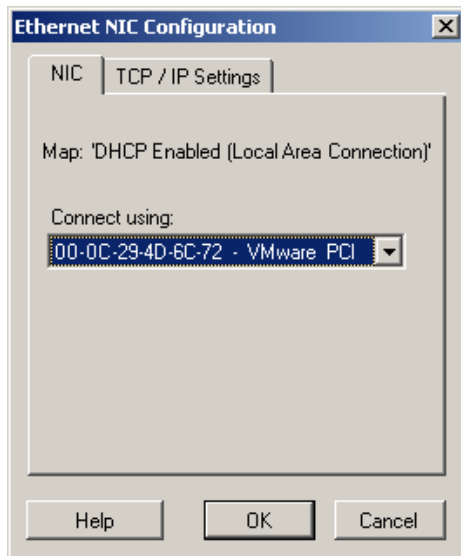 Ethernet NIC Configuration
NIC
TCP / IP Settings
Map: 'DHCP Enabled (Local Area Connection)'
Connect using:
00-0C-29-4D-6C-72 - VMware PCI
Help
OK
Cancel